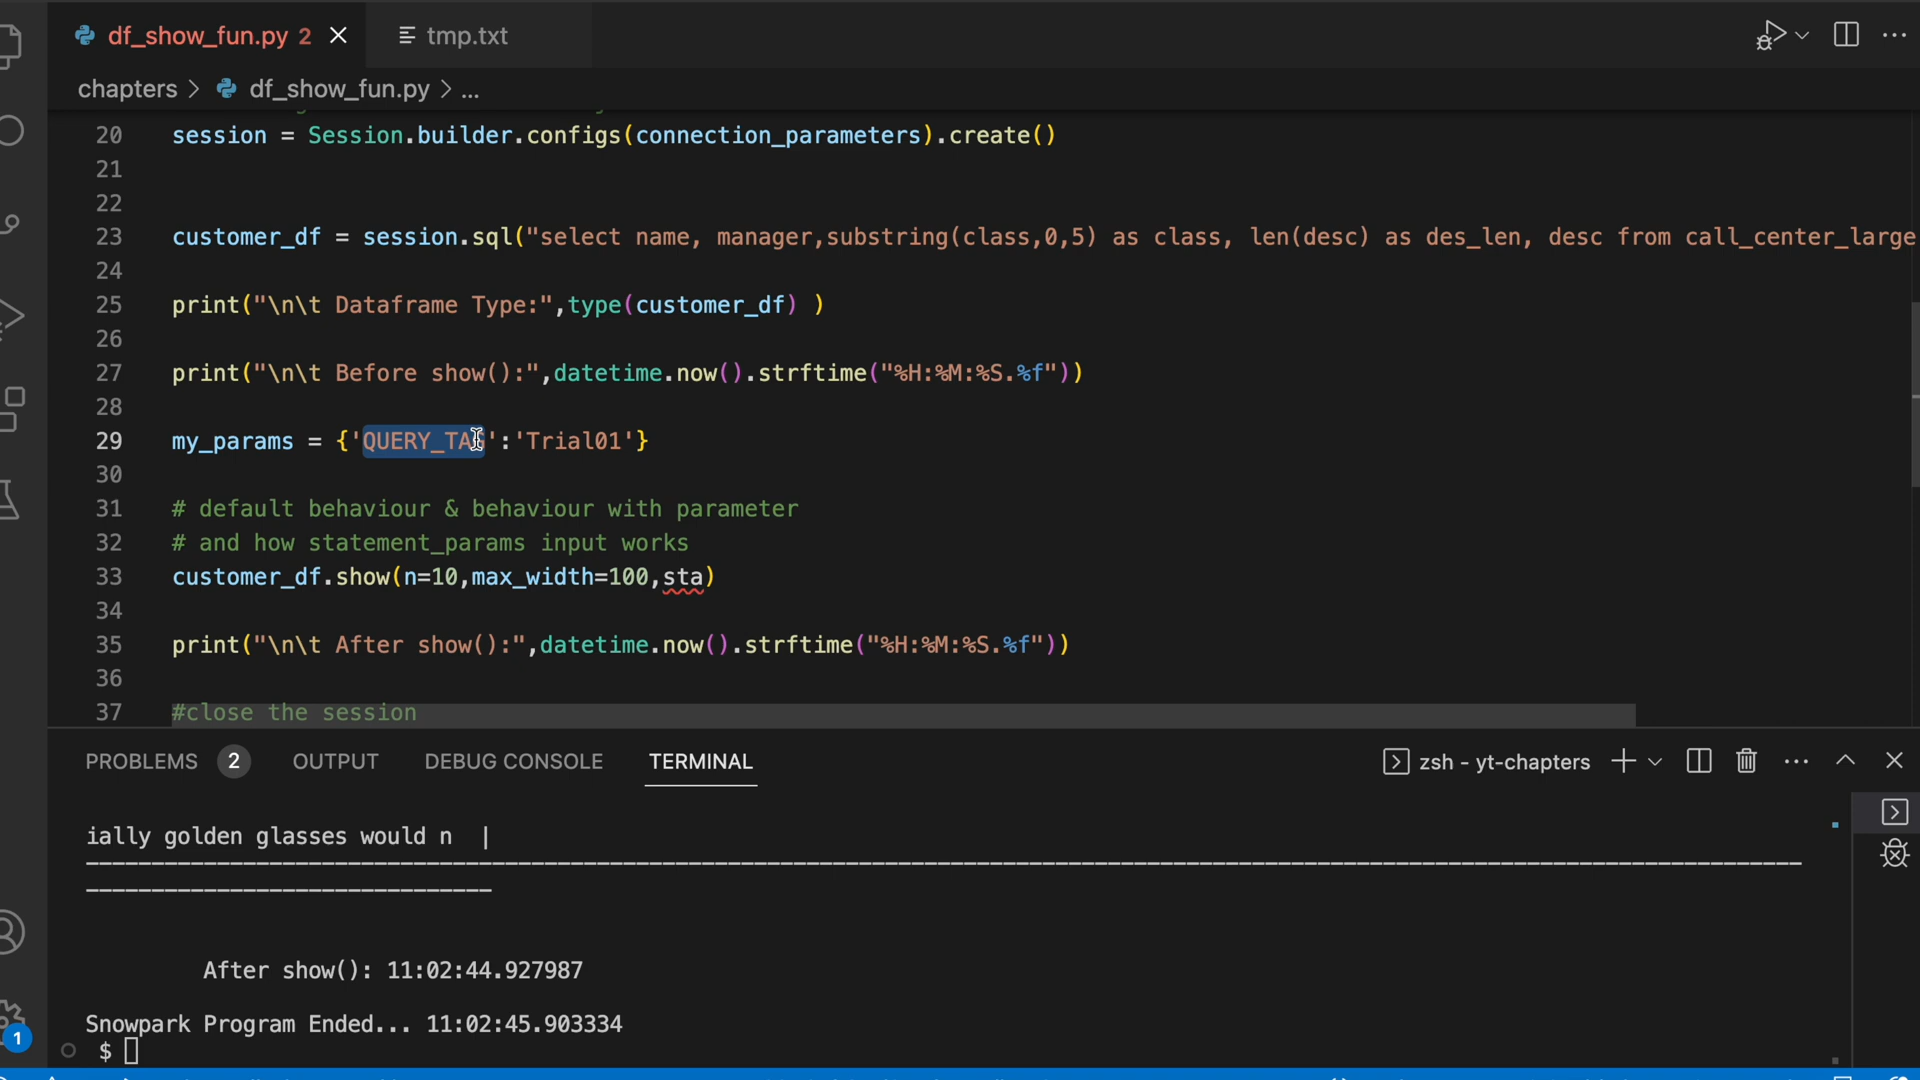 df_show_fun.py 2
tmp.txt
chapters > df_show_fun.py > ...
20 session = Session.builder.configs(connection_parameters).create()
21
22
23 customer_df = session.sql("select name, manager,substring(class,0,5) as class, len(desc) as des_len, desc from call_center_large
24
25 print("\n\t Dataframe Type:",type(customer_df) )
26
27 print("\n\t Before show():",datetime.now().strftime("%H:%M:%S.%f"))
28
29 my_params = {'QUERY_TAG':'Trial01'}
30
31 # default behaviour & behaviour with parameter
32 # and how statement_params input works
33 customer_df.show(n=10,max_width=100,sta)
34
35 print("\n\t After show():",datetime.now().strftime("%H:%M:%S.%f"))
36
37 #close the session
PROBLEMS 2 OUTPUT DEBUG CONSOLE TERMINAL
zsh - yt-chapters
ially golden glasses would n |
After show(): 11:02:44.927987
Snowpark Program Ended... 11:02:45.903334
$
1